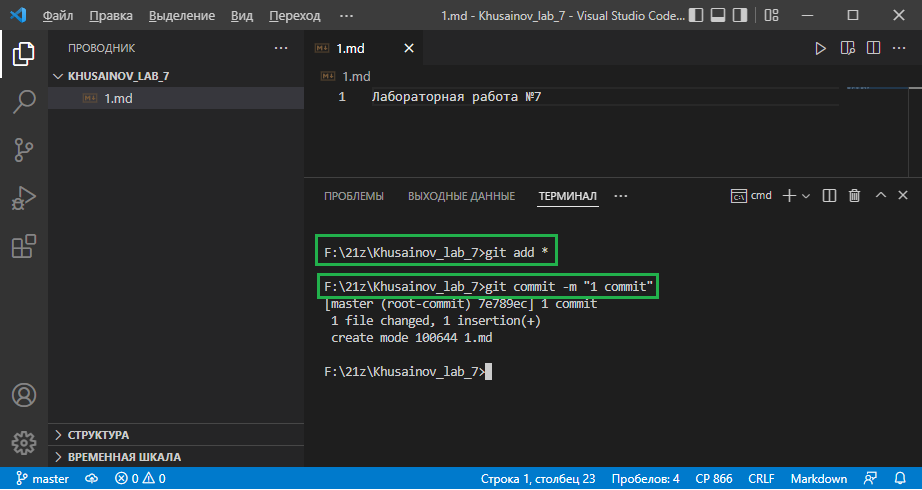 Файл Правка Выделение Вид Переход ··· 1.md - Khusainov_lab_7 - Visual Studio Code...
ПРОВОДНИК ···
KHUSAINOV_LAB_7
1.md
СТРУКТУРА
ВРЕМЕННАЯ ШКАЛА
1.md
1.md
1 Лабораторная работа №7
ПРОБЛЕМЫ ВЫХОДНЫЕ ДАННЫЕ ТЕРМИНАЛ ··· cmd
F:\21z\Khusainov_lab_7>git add *
F:\21z\Khusainov_lab_7>git commit -m "1 commit"
[master (root-commit) 7e789ec] 1 commit
1 file changed, 1 insertion(+)
create mode 100644 1.md
F:\21z\Khusainov_lab_7>
master 0 0 Строка 1, столбец 23 Пробелов: 4 CP 866 CRLF Markdown